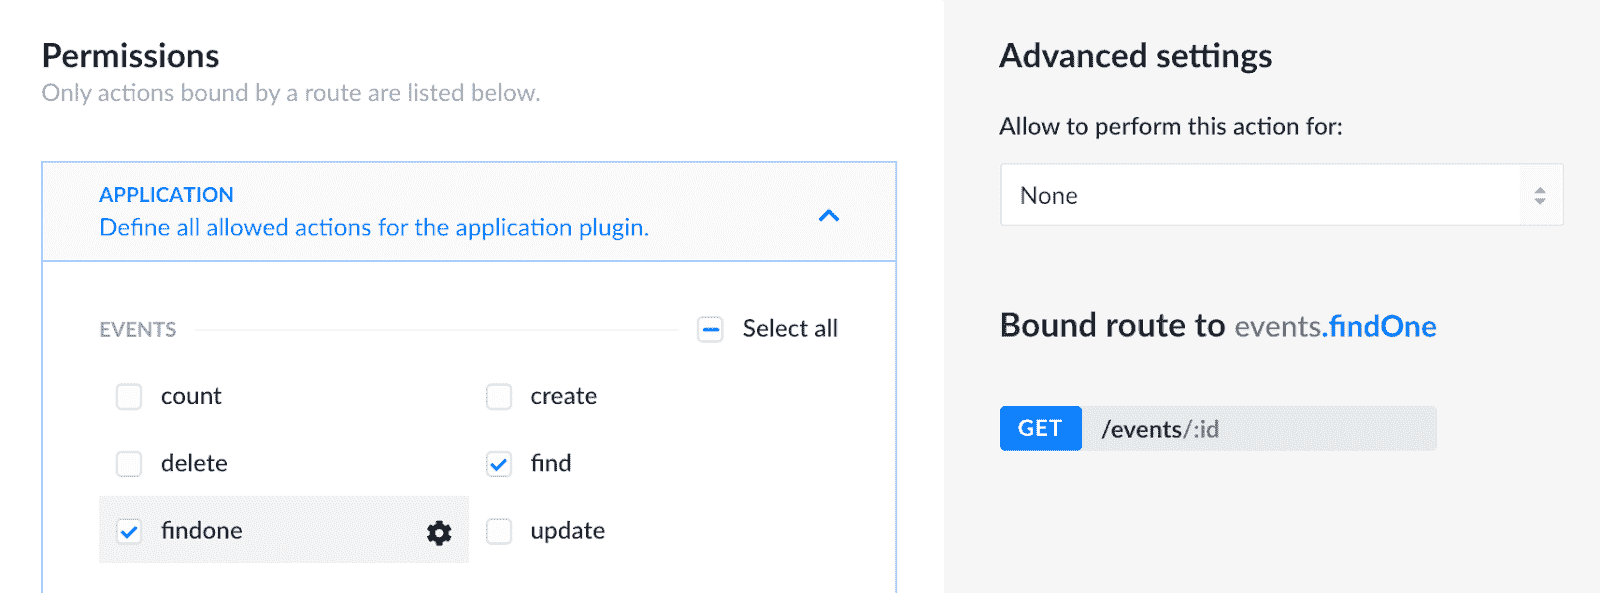 Permissions
Only actions bound by a route are listed below.
APPLICATION
Define all allowed actions for the application plugin.
EVENTS
Select all
count
create
delete
find
findone
update
Advanced settings
Allow to perform this action for:
None
Bound route to events.findOne
GET /events/:id